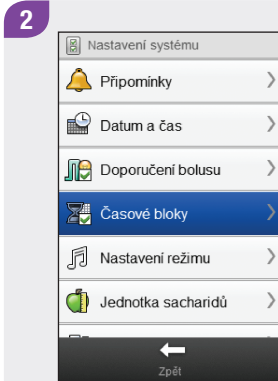 2
Nastavení systému
Připomínky
Datum a čas
Doporučení bolusu
Časové bloky
Nastavení režimu
Jednotka sacharidů
Zpět